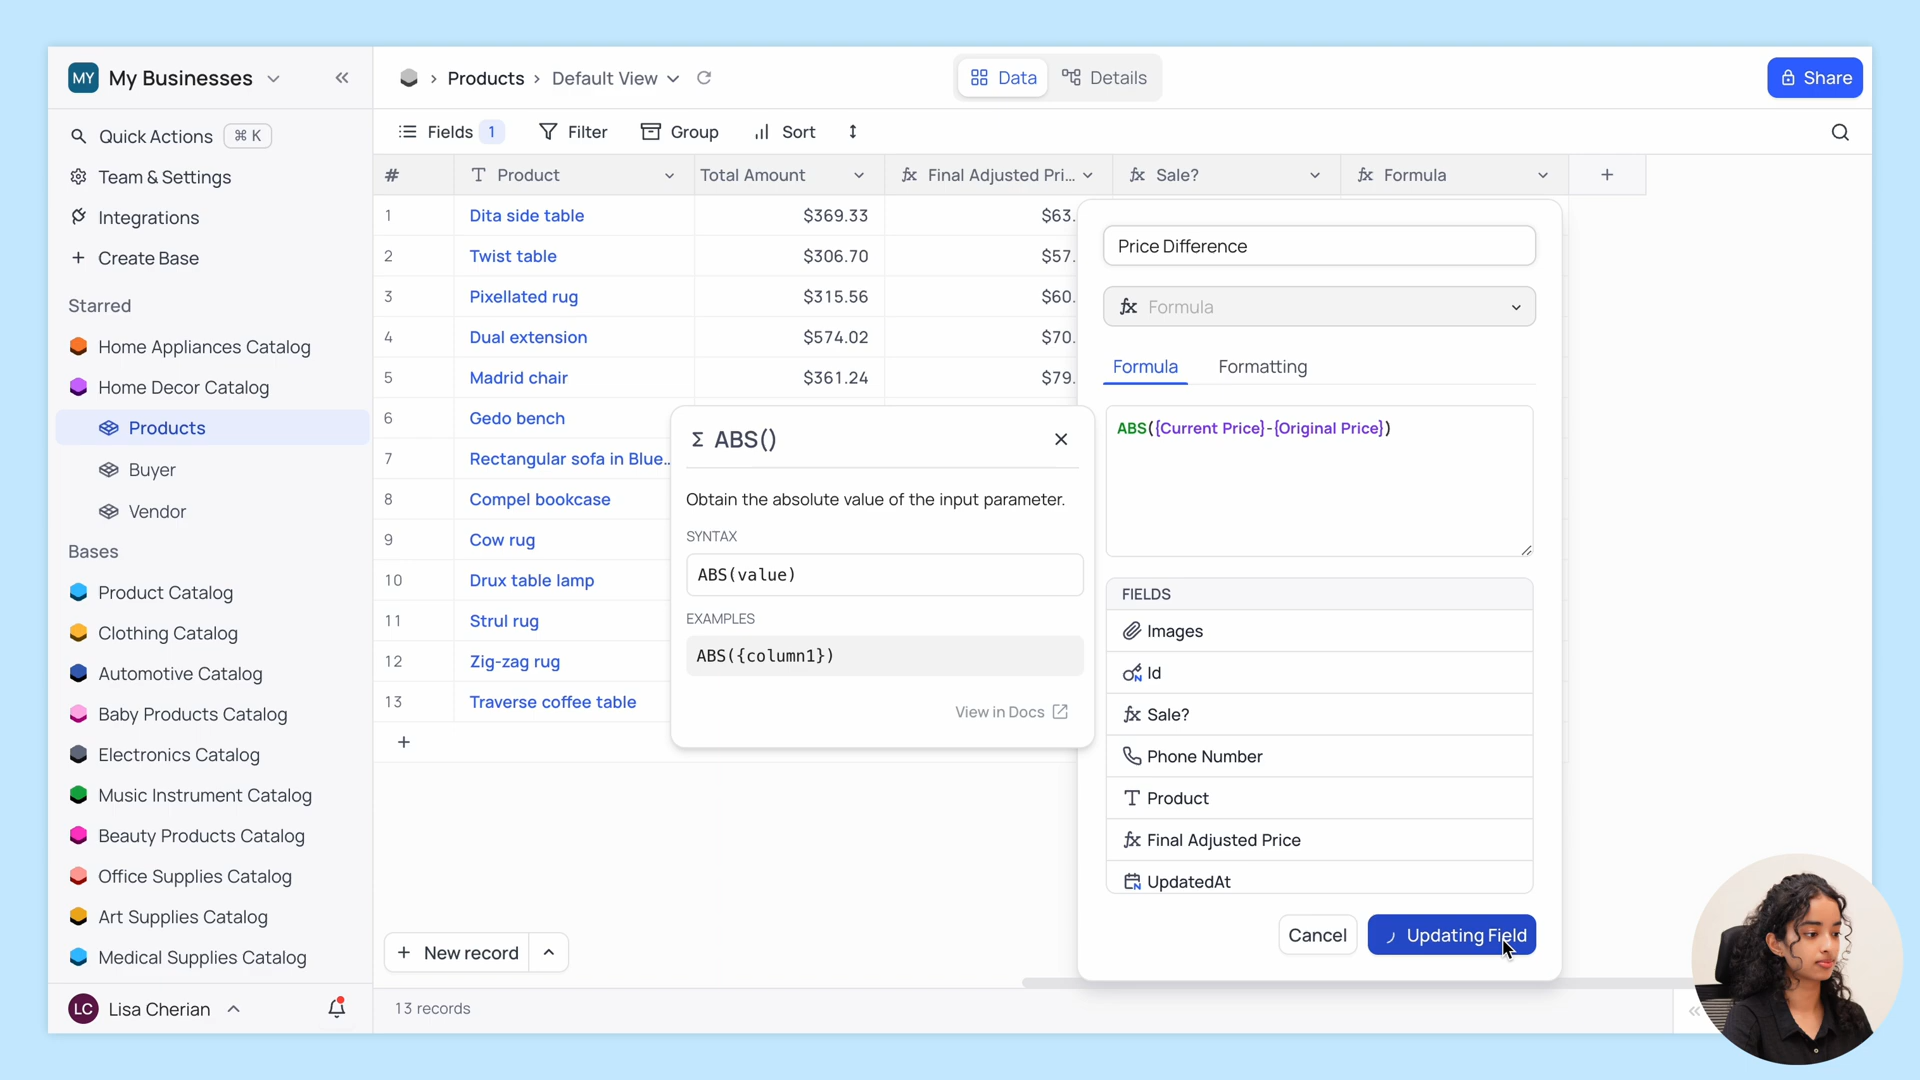 MY My Businesses
Products Default View
Data Details
Share
Quick Actions ⌘ K
Team & Settings
Integrations
+ Create Base
Starred
Home Appliances Catalog
Home Decor Catalog
Products
Buyer
Vendor
Bases
Product Catalog
Clothing Catalog
Automotive Catalog
Baby Products Catalog
Electronics Catalog
Music Instrument Catalog
Beauty Products Catalog
Office Supplies Catalog
Art Supplies Catalog
Medical Supplies Catalog
LC Lisa Cherian
Fields 1 Filter Group Sort
# Product Total Amount Final Adjusted Pri... Sale? Formula +
1 Dita side table $369.33 $63.
2 Twist table $306.70 $57.
3 Pixellated rug $315.56 $60.
4 Dual extension $574.02 $70.
5 Madrid chair $361.24 $79.
6 Gedo bench
7 Rectangular sofa in Blue..
8 Compel bookcase
9 Cow rug
10 Drux table lamp
11 Strul rug
12 Zig-zag rug
13 Traverse coffee table
+
+ New record
13 records
Σ ABS()
Obtain the absolute value of the input parameter.
SYNTAX
ABS(value)
EXAMPLES
ABS({column1})
View in Docs
Price Difference
fx Formula
Formula Formatting
ABS({Current Price}-{Original Price})
FIELDS
Images
Id
Sale?
Phone Number
Product
Final Adjusted Price
UpdatedAt
Cancel Updating Field